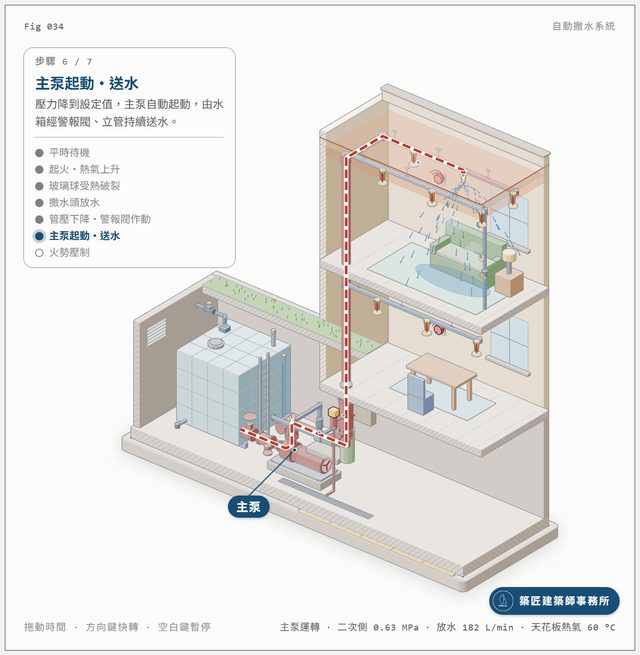 Fig 034
自動撒水系統
步驟 6 / 7
主泵起動・送水
壓力降到設定值，主泵自動起動，由水
箱經警報閥、立管持續送水。
平時待機
起火・熱氣上升
玻璃球受熱破裂
撒水頭放水
管壓下降・警報閥作動
主泵起動・送水
火勢壓制
主泵
築匠建築師事務所
拖動時間 · 方向鍵快轉 · 空白鍵暫停
主泵運轉 · 二次側 0.63 MPa · 放水 182 L/min · 天花板熱氣 60 °C